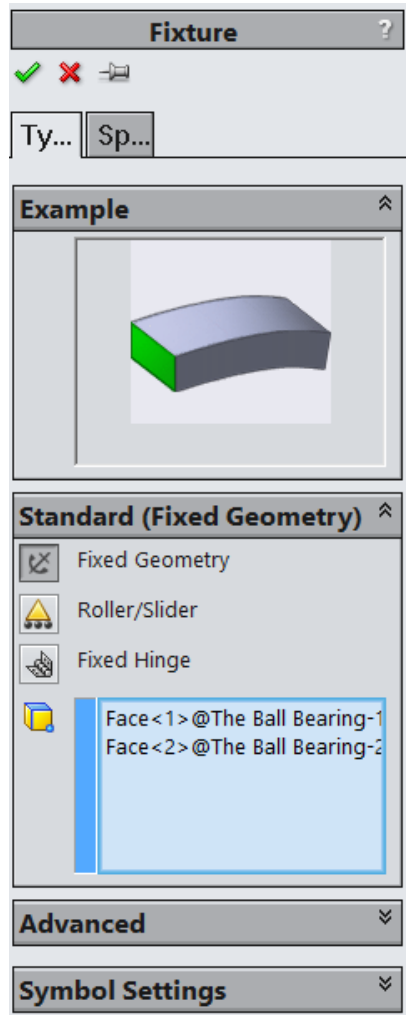 Fixture ?
Ty... Sp...
Example
Standard (Fixed Geometry)
Fixed Geometry
Roller/Slider
Fixed Hinge
Face<1>@The Ball Bearing-1
Face<2>@The Ball Bearing-2
Advanced
Symbol Settings